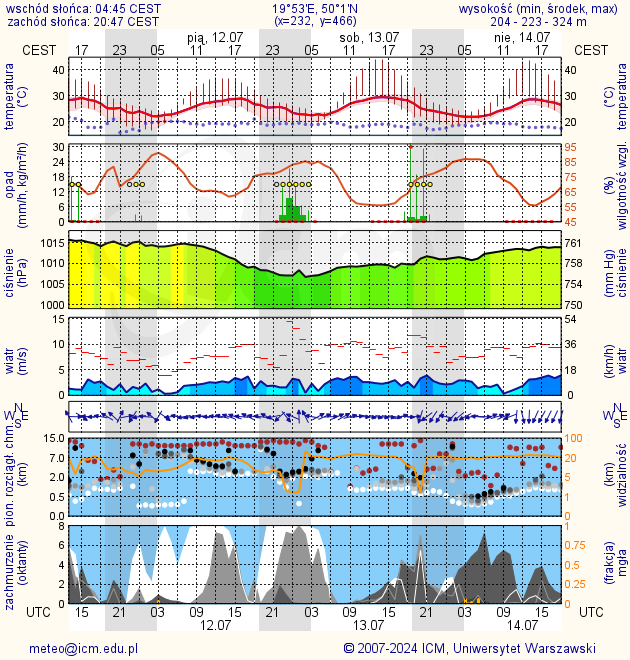 wschód słońca: 04:45 CEST 19°53'E, 50°1'N wysokość (min, środek, max)
zachód słońca: 20:47 CEST (x=232, y=466) 204 - 223 - 324 m
pią, 12.07 sob, 13.07 nie, 14.07
CEST 17 23 05 11 17 23 05 11 17 23 05 11 17 CEST
temperatura (°C) 40 30 20 40 30 20 (°C) temperatura
opad (mm/h, kg/m²/h) 30 18 12 6 3 1 0 95 85 75 65 55 45 (%) wilgotność wzgl.
ciśnienie (hPa) 1015 1010 1005 1000 761 758 754 750 (mm Hg) ciśnienie
wiatr (m/s) 15 10 5 0 54 36 18 0 (km/h) wiatr
N W E S N W E S
pion. rozciągł. chm. (km) 15.0 7.0 2.0 0.5 0.0 100 20 5 1 0 (km) widzialność
zachmurzenie (oktanty) 8 6 4 2 0 1 0.75 0.5 0.25 0 (frakcja) mgła
UTC 15 21 03 09 15 21 03 09 15 21 03 09 15 UTC
12.07 13.07 14.07
meteo@icm.edu.pl © 2007-2024 ICM, Uniwersytet Warszawski